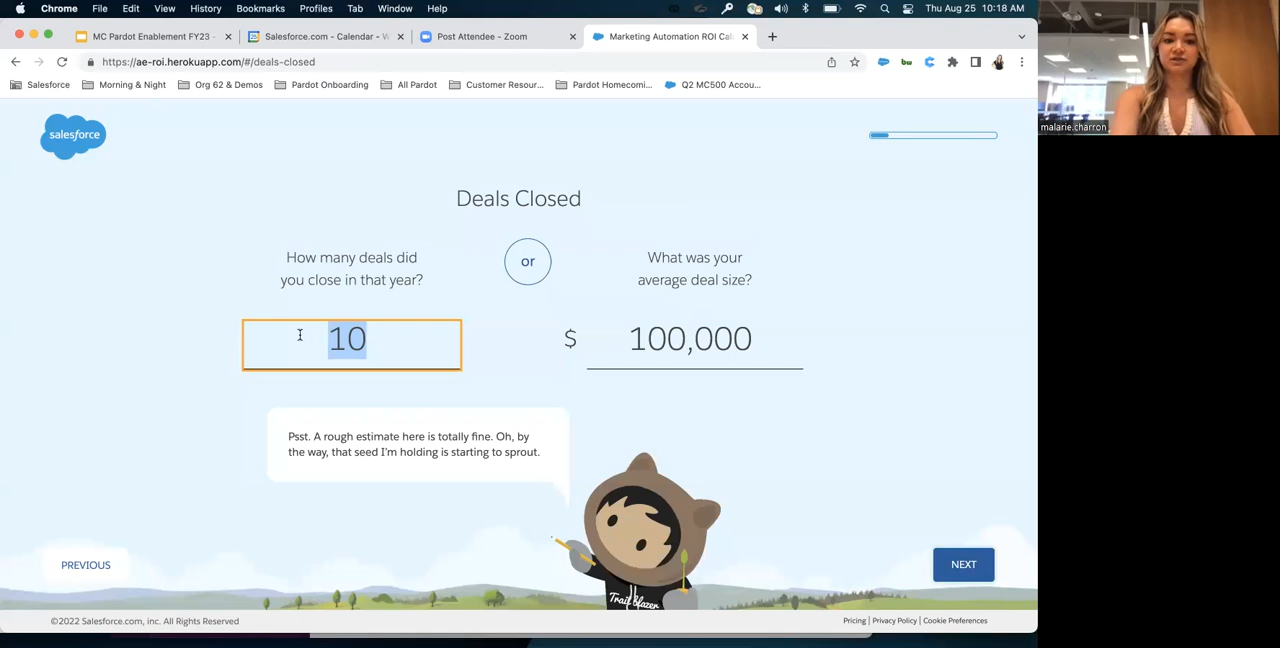 Chrome File Edit View History Bookmarks Profiles Tab Window Help Thu Aug 25 10:18 AM
MC Pardot Enablement FY23 -
Salesforce.com - Calendar - W
Post Attendee - Zoom
Marketing Automation ROI Cal
https://ae-roi.herokuapp.com/#/deals-closed
Salesforce
Morning & Night
Org 62 & Demos
Pardot Onboarding
All Pardot
Customer Resour...
Pardot Homecomi...
Q2 MC500 Accou...
malarie.charron
salesforce
Deals Closed
How many deals did
you close in that year?
or
What was your
average deal size?
10
$ 100,000
Psst. A rough estimate here is totally fine. Oh, by
the way, that seed I'm holding is starting to sprout.
Trail blazer
PREVIOUS
NEXT
©2022 Salesforce.com, inc. All Rights Reserved
Pricing | Privacy Policy | Cookie Preferences